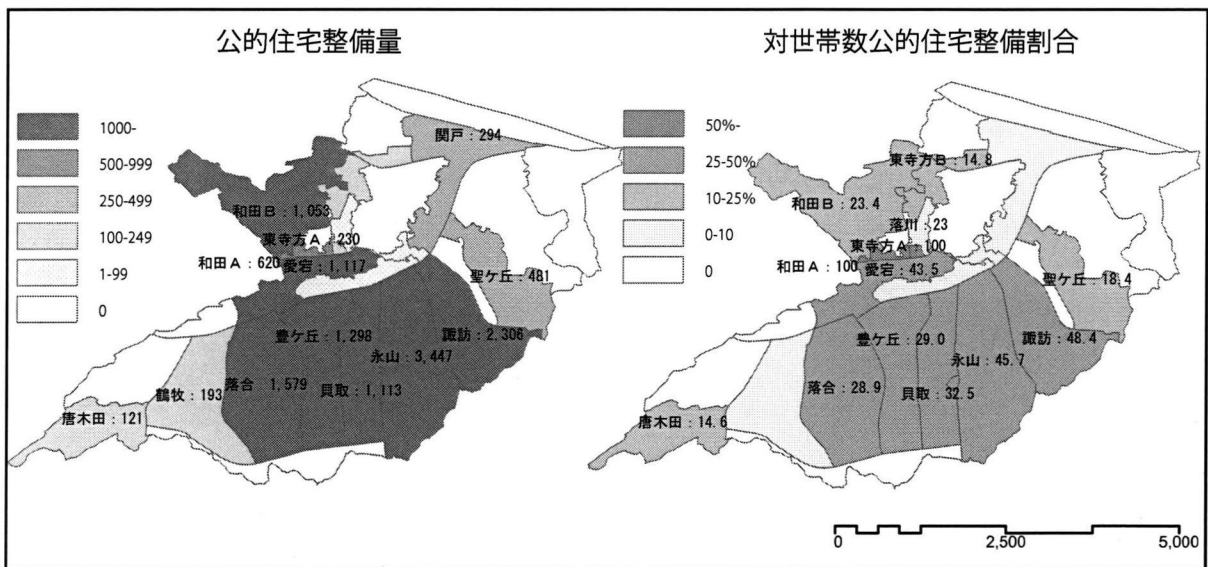 公的住宅整備量
1000-
500-999
250-499
100-249
1-99
0
関戸：294
和田B：1,053
東寺方A：230
和田A：620
愛宕：1,117
聖ケ丘：481
豊ケ丘：1,298
諏訪：2,306
永山：3,447
鶴牧：193
落合 1,579
貝取：1,113
唐木田：121
対世帯数公的住宅整備割合
50%-
25-50%
10-25%
0-10
0
東寺方B：14.8
和田B：23.4
落川：23
東寺方A：100
和田A：100
愛宕：43.5
聖ケ丘：18.4
豊ケ丘：29.0
諏訪：48.4
永山：45.7
落合：28.9
貝取：32.5
唐木田：14.6
0 2,500 5,000